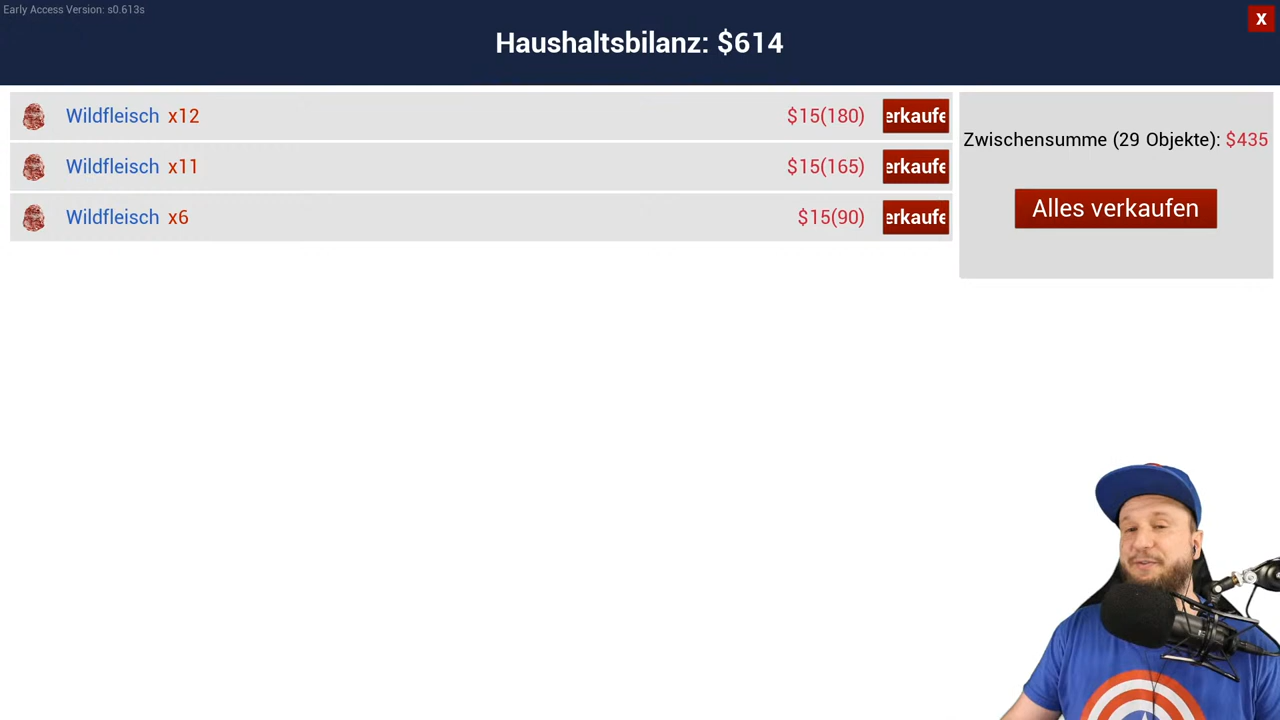 Early Access Version: s0.613s
X
Haushaltsbilanz: $614
Wildfleisch x12 $15(180) erkaufe
Wildfleisch x11 $15(165) erkaufe
Wildfleisch x6 $15(90) erkaufe
Zwischensumme (29 Objekte): $435
Alles verkaufen